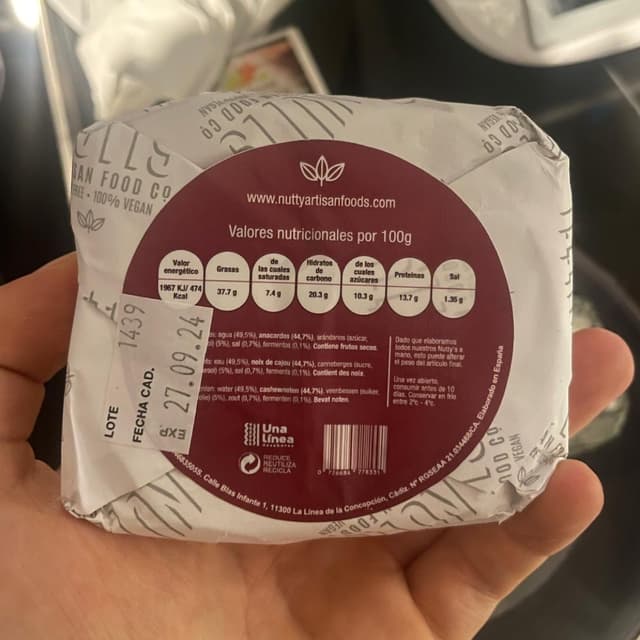 100% VEGAN
www.nuttyartisanfoods.com
Valores nutricionales por 100g
Valor energético
1967 KJ/ 474 Kcal
Grasas
37.7 g
de las cuales saturadas
7.4 g
Hidratos de carbono
20.3 g
de los cuales azúcares
10.3 g
Proteínas
13.7 g
Sal
1.35 g
agua (49,5%), anacardos (44,7%), arándanos (azúcar,
(5%), sal (0,7%), fermentos (0,1%). Contiene frutos secos.
eau (49,5%), noix de cajou (44,7%), canneberges (sucre,
(5%), sel (0,7%), ferments (0,1%). Contient des noix
water (49,5%), cashewnoten (44,7%), veenbessen (suiker,
(5%), zout (0,7%), fermenten (0,1%). Bevat noten.
Dado que elaboramos
todos nuestros Nutty's a
mano, esto puede alterar
el peso del artículo final.
Una vez abierto,
consumir antes de 10
días. Conservar en frío
entre 2ºc - 4ºc.
LOTE 1439
FECHA CAD.
EXP 27.09.24
Una
Línea
REDUCE
REUTILIZA
RECICLA
Calle Blas Infante 1, 11300 La Línea de la Concepción, Cádiz. Nº RGSEAA 21.034468/CA. Elaborado en España